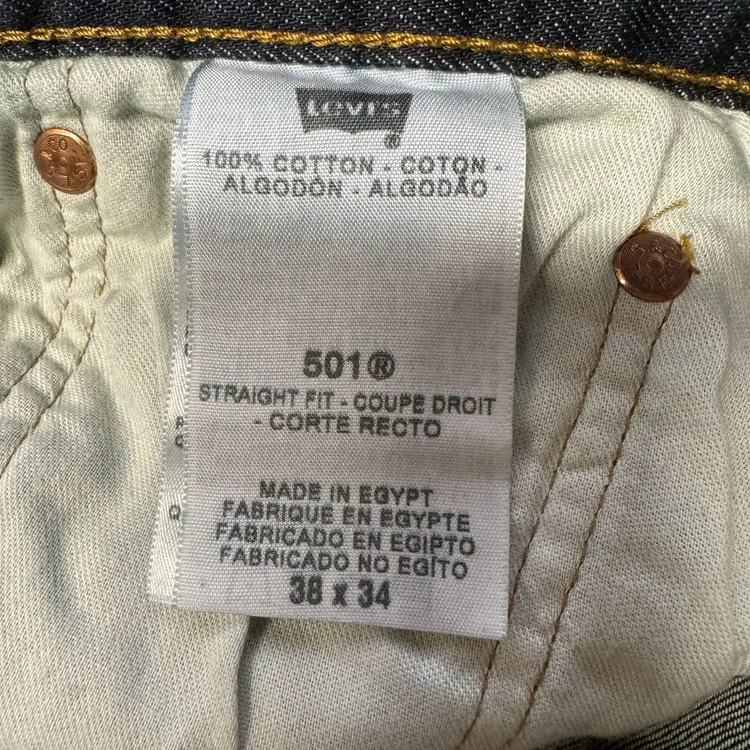 Levi's
®
100% COTTON - COTON -
ALGODÓN - ALGODÃO
501®
STRAIGHT FIT - COUPE DROIT
- CORTE RECTO
MADE IN EGYPT
FABRIQUE EN EGYPTE
FABRICADO EN EGIPTO
FABRICADO NO EGÍTO
38 x 34